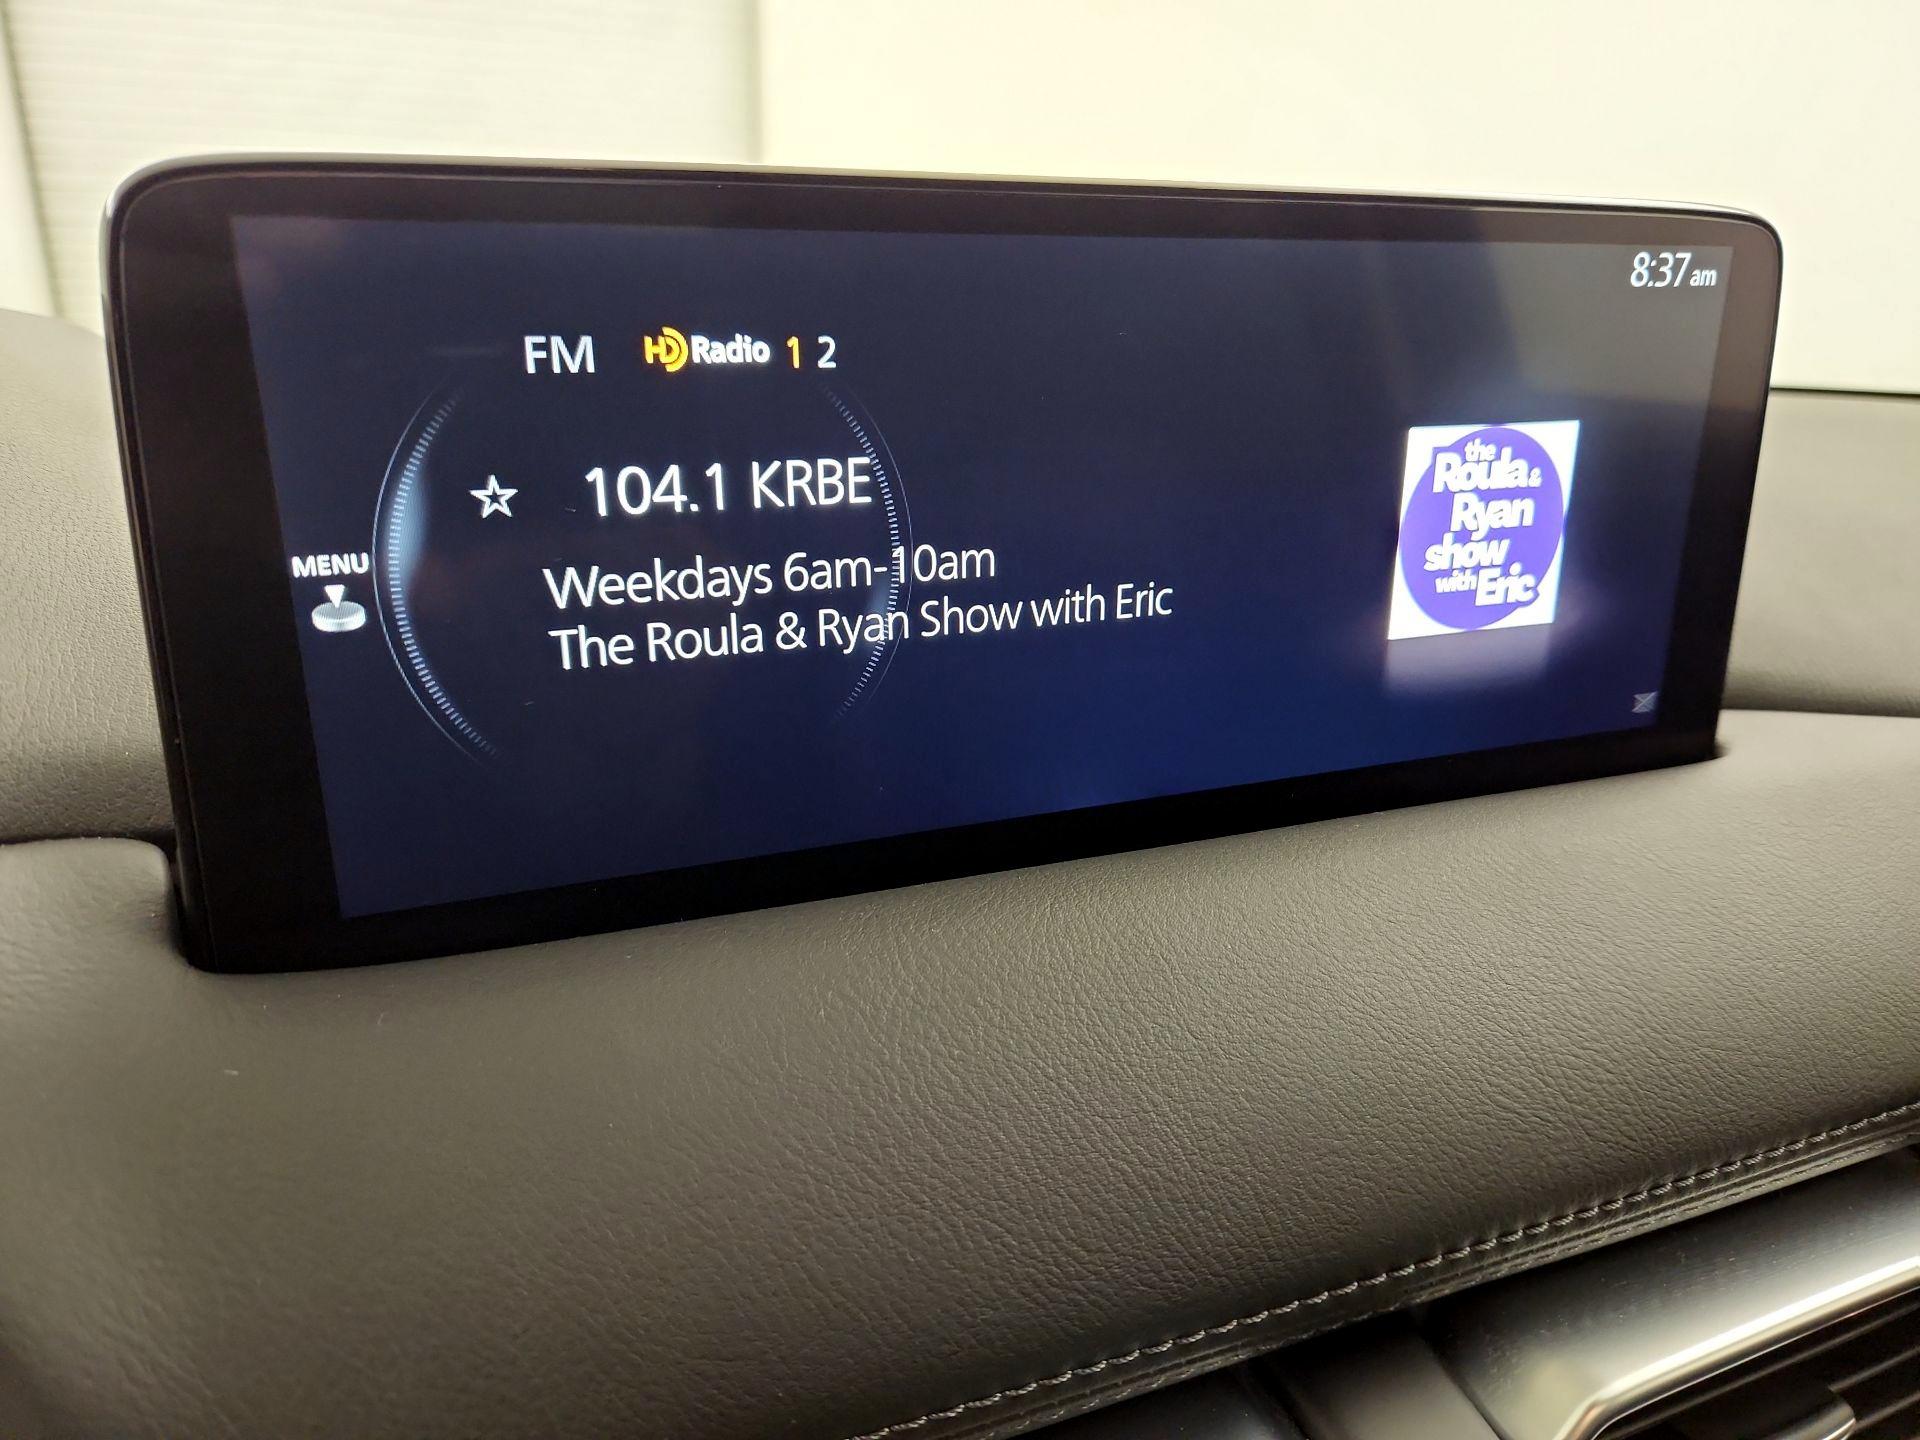 8:37 am
FM HD Radio 1 2
104.1 KRBE
MENU
Weekdays 6am-10am
The Roula & Ryan Show with Eric
the
Roula &
Ryan
show
with Eric